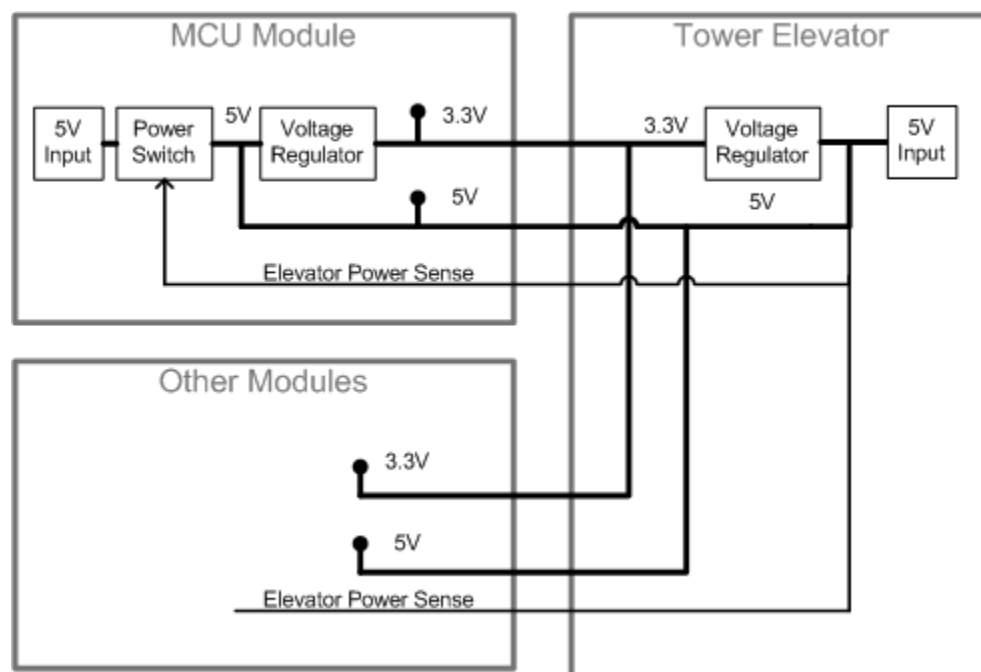 MCU Module
Tower Elevator
5V
Input
Power
Switch
5V
Voltage
Regulator
3.3V
3.3V
Voltage
Regulator
5V
Input
5V
5V
Elevator Power Sense
Other Modules
3.3V
5V
Elevator Power Sense